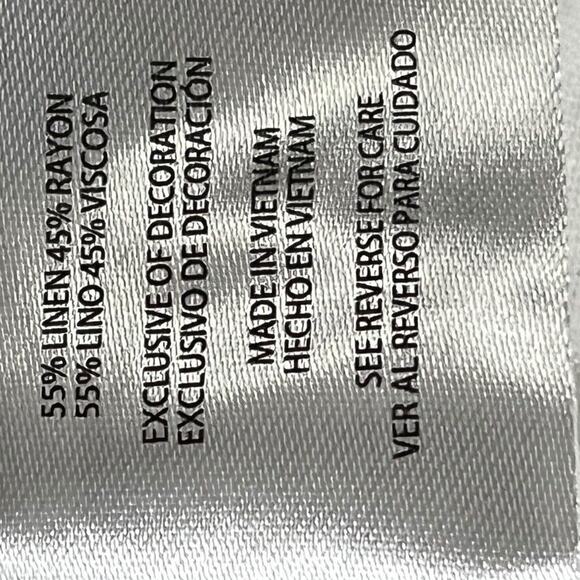 55% LINEN 45% RAYON
55% LINO 45% VISCOSA
EXCLUSIVE OF DECORATION
EXCLUSIVO DE DECORACIÓN
MADE IN VIETNAM
HECHO EN VIETNAM
SEE REVERSE FOR CARE
VER AL REVERSO PARA CUIDADO